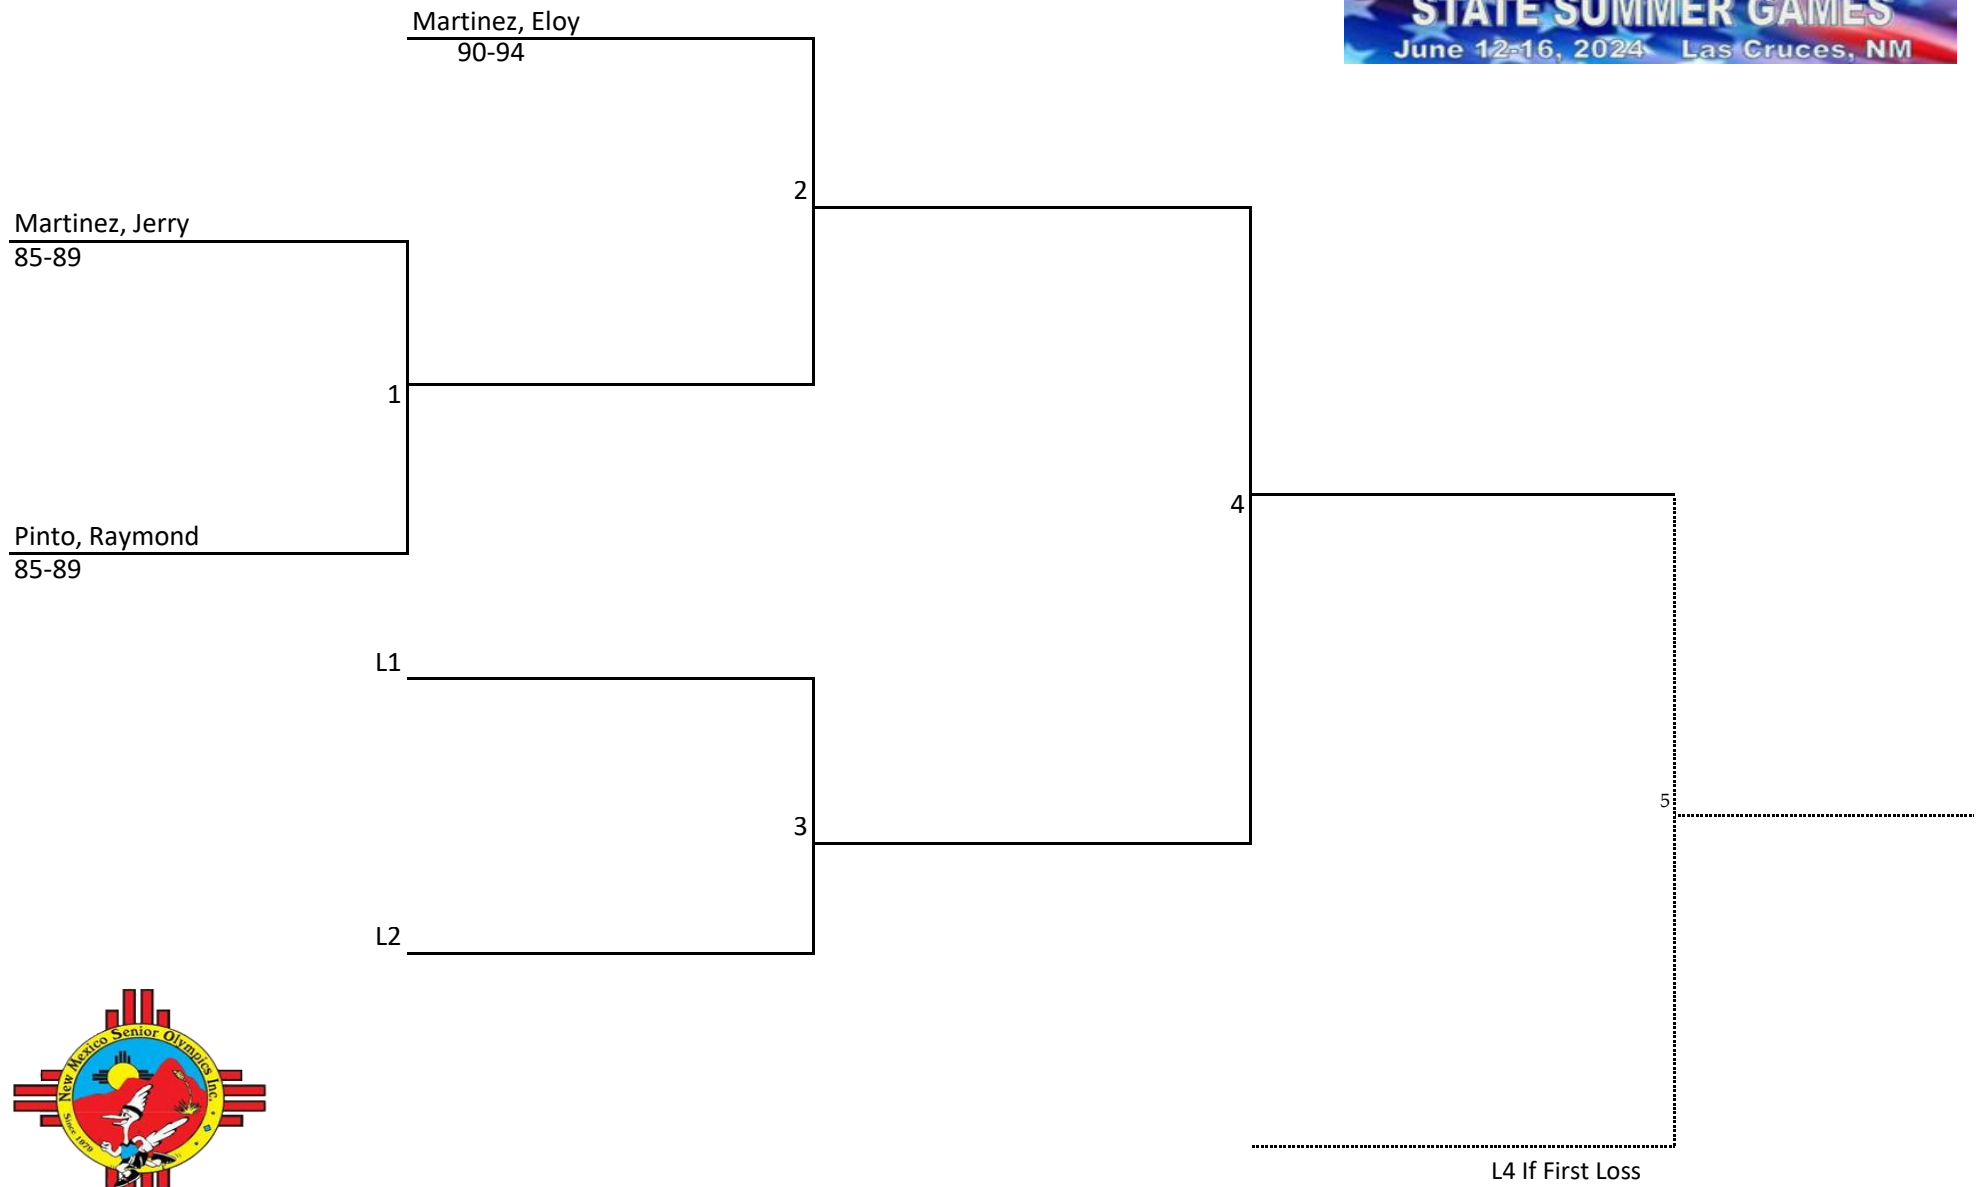 STATE SUMMER GAMES
June 12-16, 2024 Las Cruces, NM
Martinez, Eloy
90-94
2
Martinez, Jerry
85-89
1
4
Pinto, Raymond
85-89
L1
5
3
L2
New Mexico Senior Olympics Inc.
Since 1979
L4 If First Loss